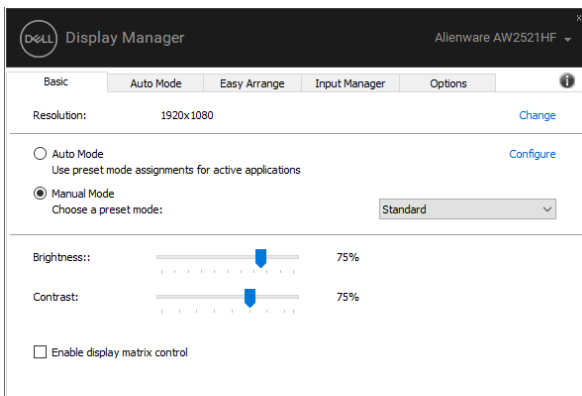 DELL Display Manager Alienware AW2521HF
x
Basic Auto Mode Easy Arrange Input Manager Options i
Resolution: 1920x1080 Change
Auto Mode Configure
Use preset mode assignments for active applications
Manual Mode
Choose a preset mode: Standard
Brightness:: 75%
Contrast: 75%
Enable display matrix control